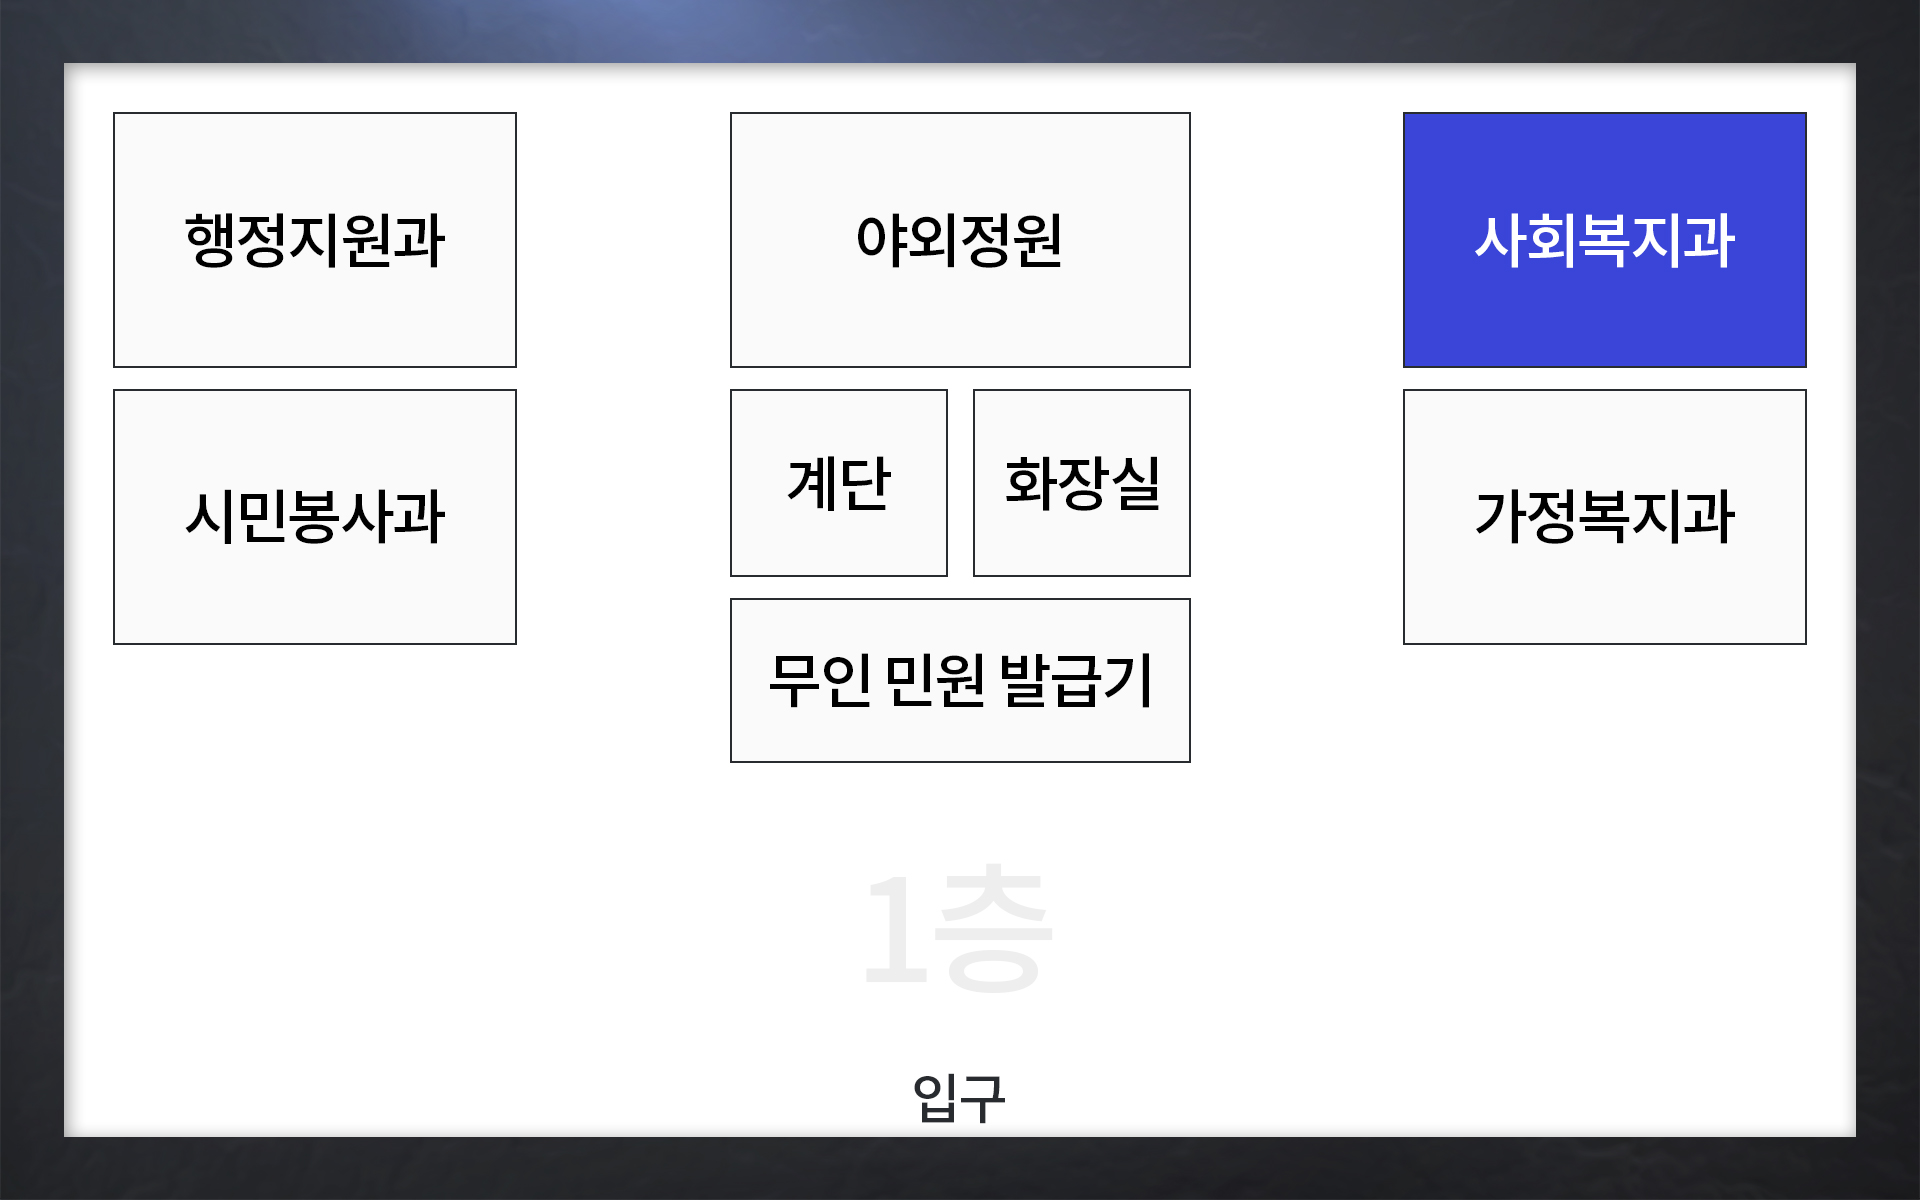 행정지원과
야외정원
사회복지과
시민봉사과
계단
화장실
가정복지과
무인 민원 발급기
1층
입구